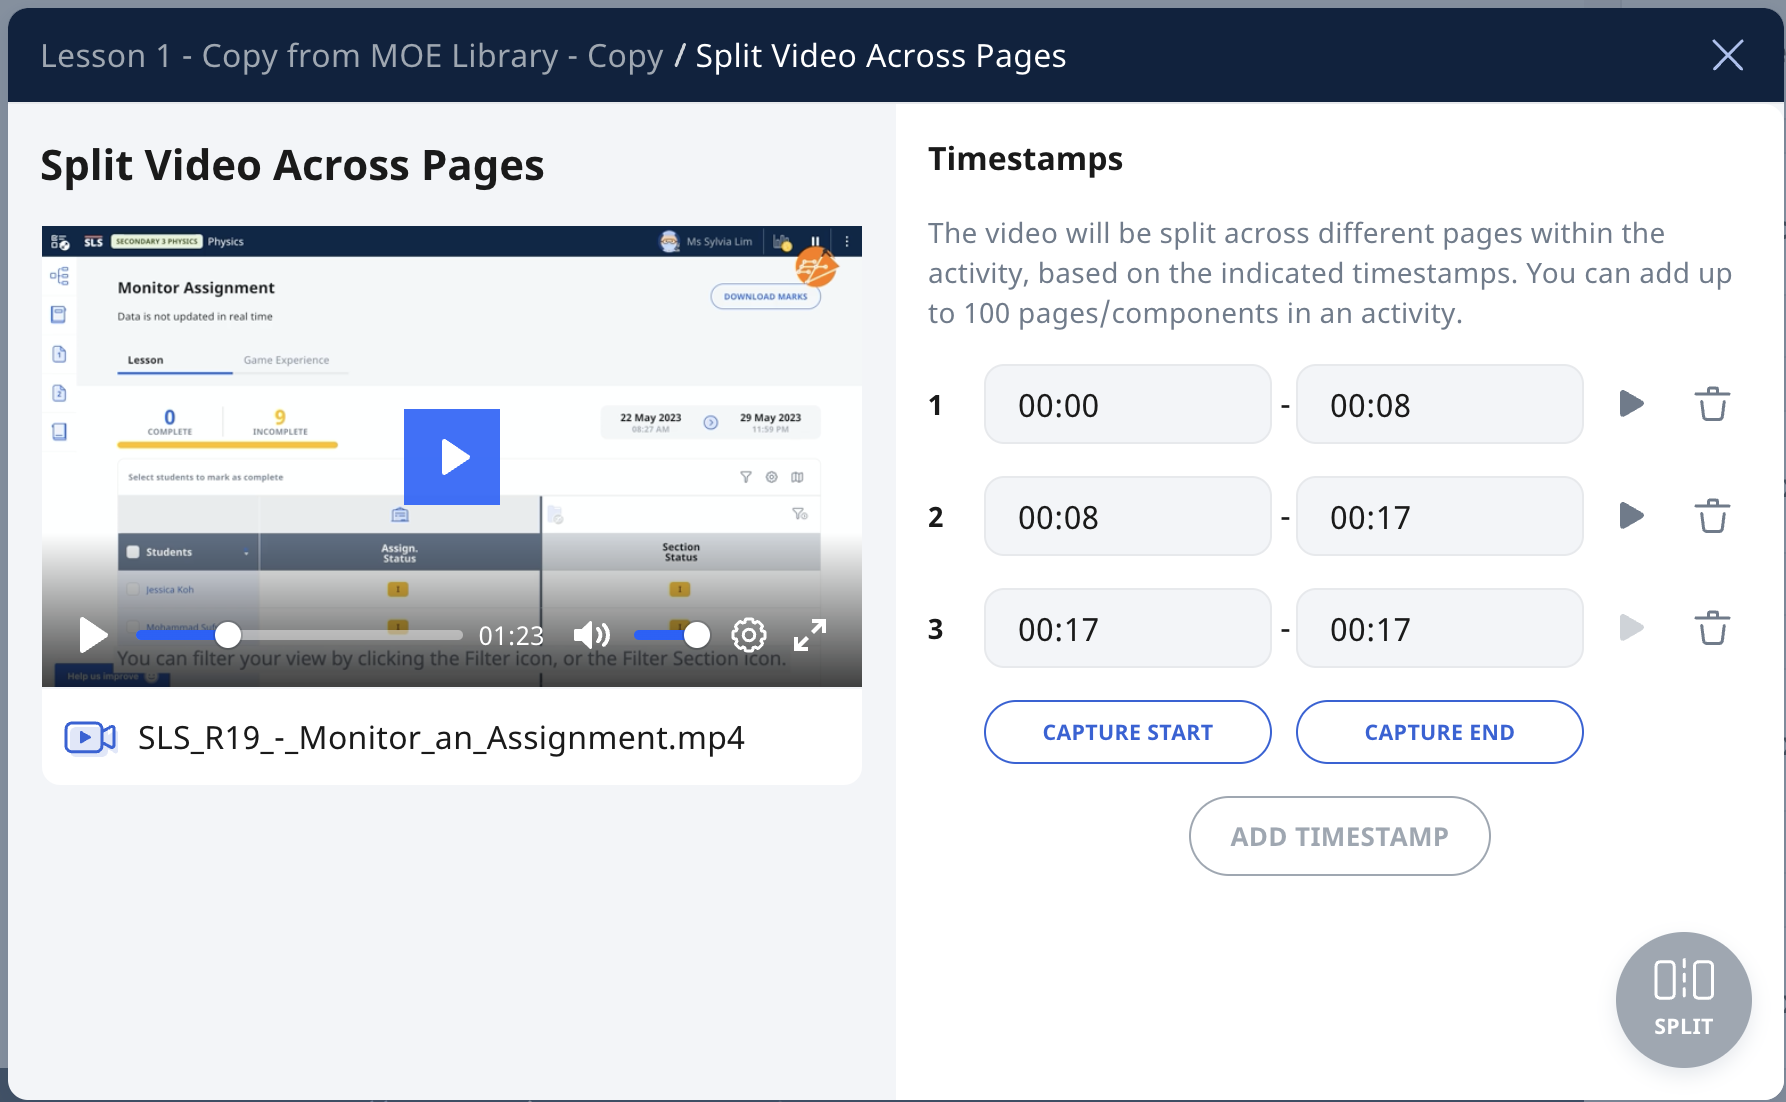 Lesson 1 - Copy from MOE Library - Copy / Split Video Across Pages
Split Video Across Pages
SLS SECONDARY 3 PHYSICS Physics Ms Sylvia Lim
Monitor Assignment
DOWNLOAD MARKS
Data is not updated in real time
Lesson Game Experience
0 9
COMPLETE INCOMPLETE
22 May 2023 29 May 2023
08:27 AM 11:59 PM
Select students to mark as complete
Students Assign. Status Section Status
Jessica Koh I I
Mohammad I I
01:23
You can filter your view by clicking the Filter icon, or the Filter Section icon.
Help us improve
SLS_R19_-_Monitor_an_Assignment.mp4
Timestamps
The video will be split across different pages within the
activity, based on the indicated timestamps. You can add up
to 100 pages/components in an activity.
1 00:00 - 00:08
2 00:08 - 00:17
3 00:17 - 00:17
CAPTURE START CAPTURE END
ADD TIMESTAMP
SPLIT